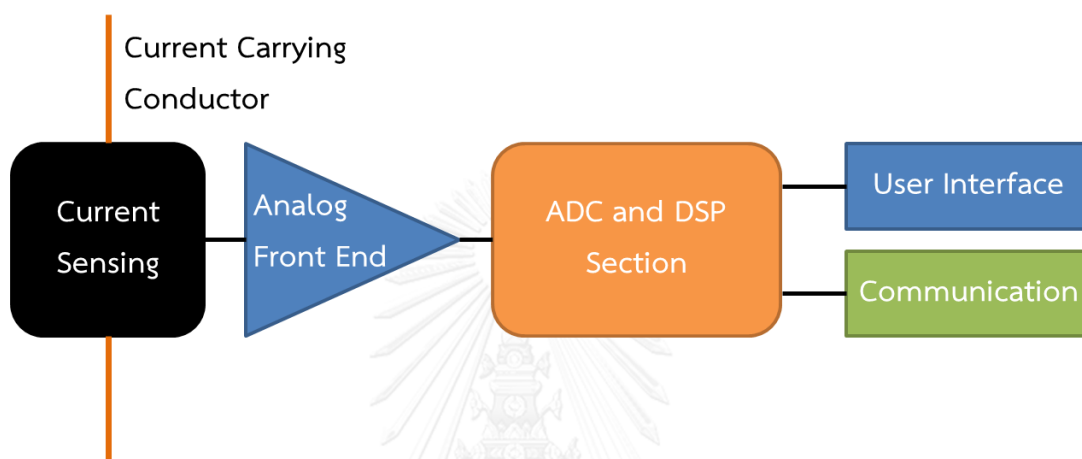 Current Carrying
Conductor
Current
Sensing
Analog
Front End
ADC and DSP
Section
User Interface
Communication